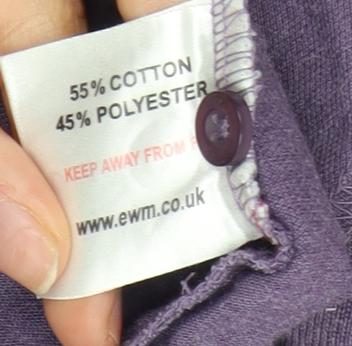 55% COTTON
45% POLYESTER
KEEP AWAY FROM
www.ewm.co.uk